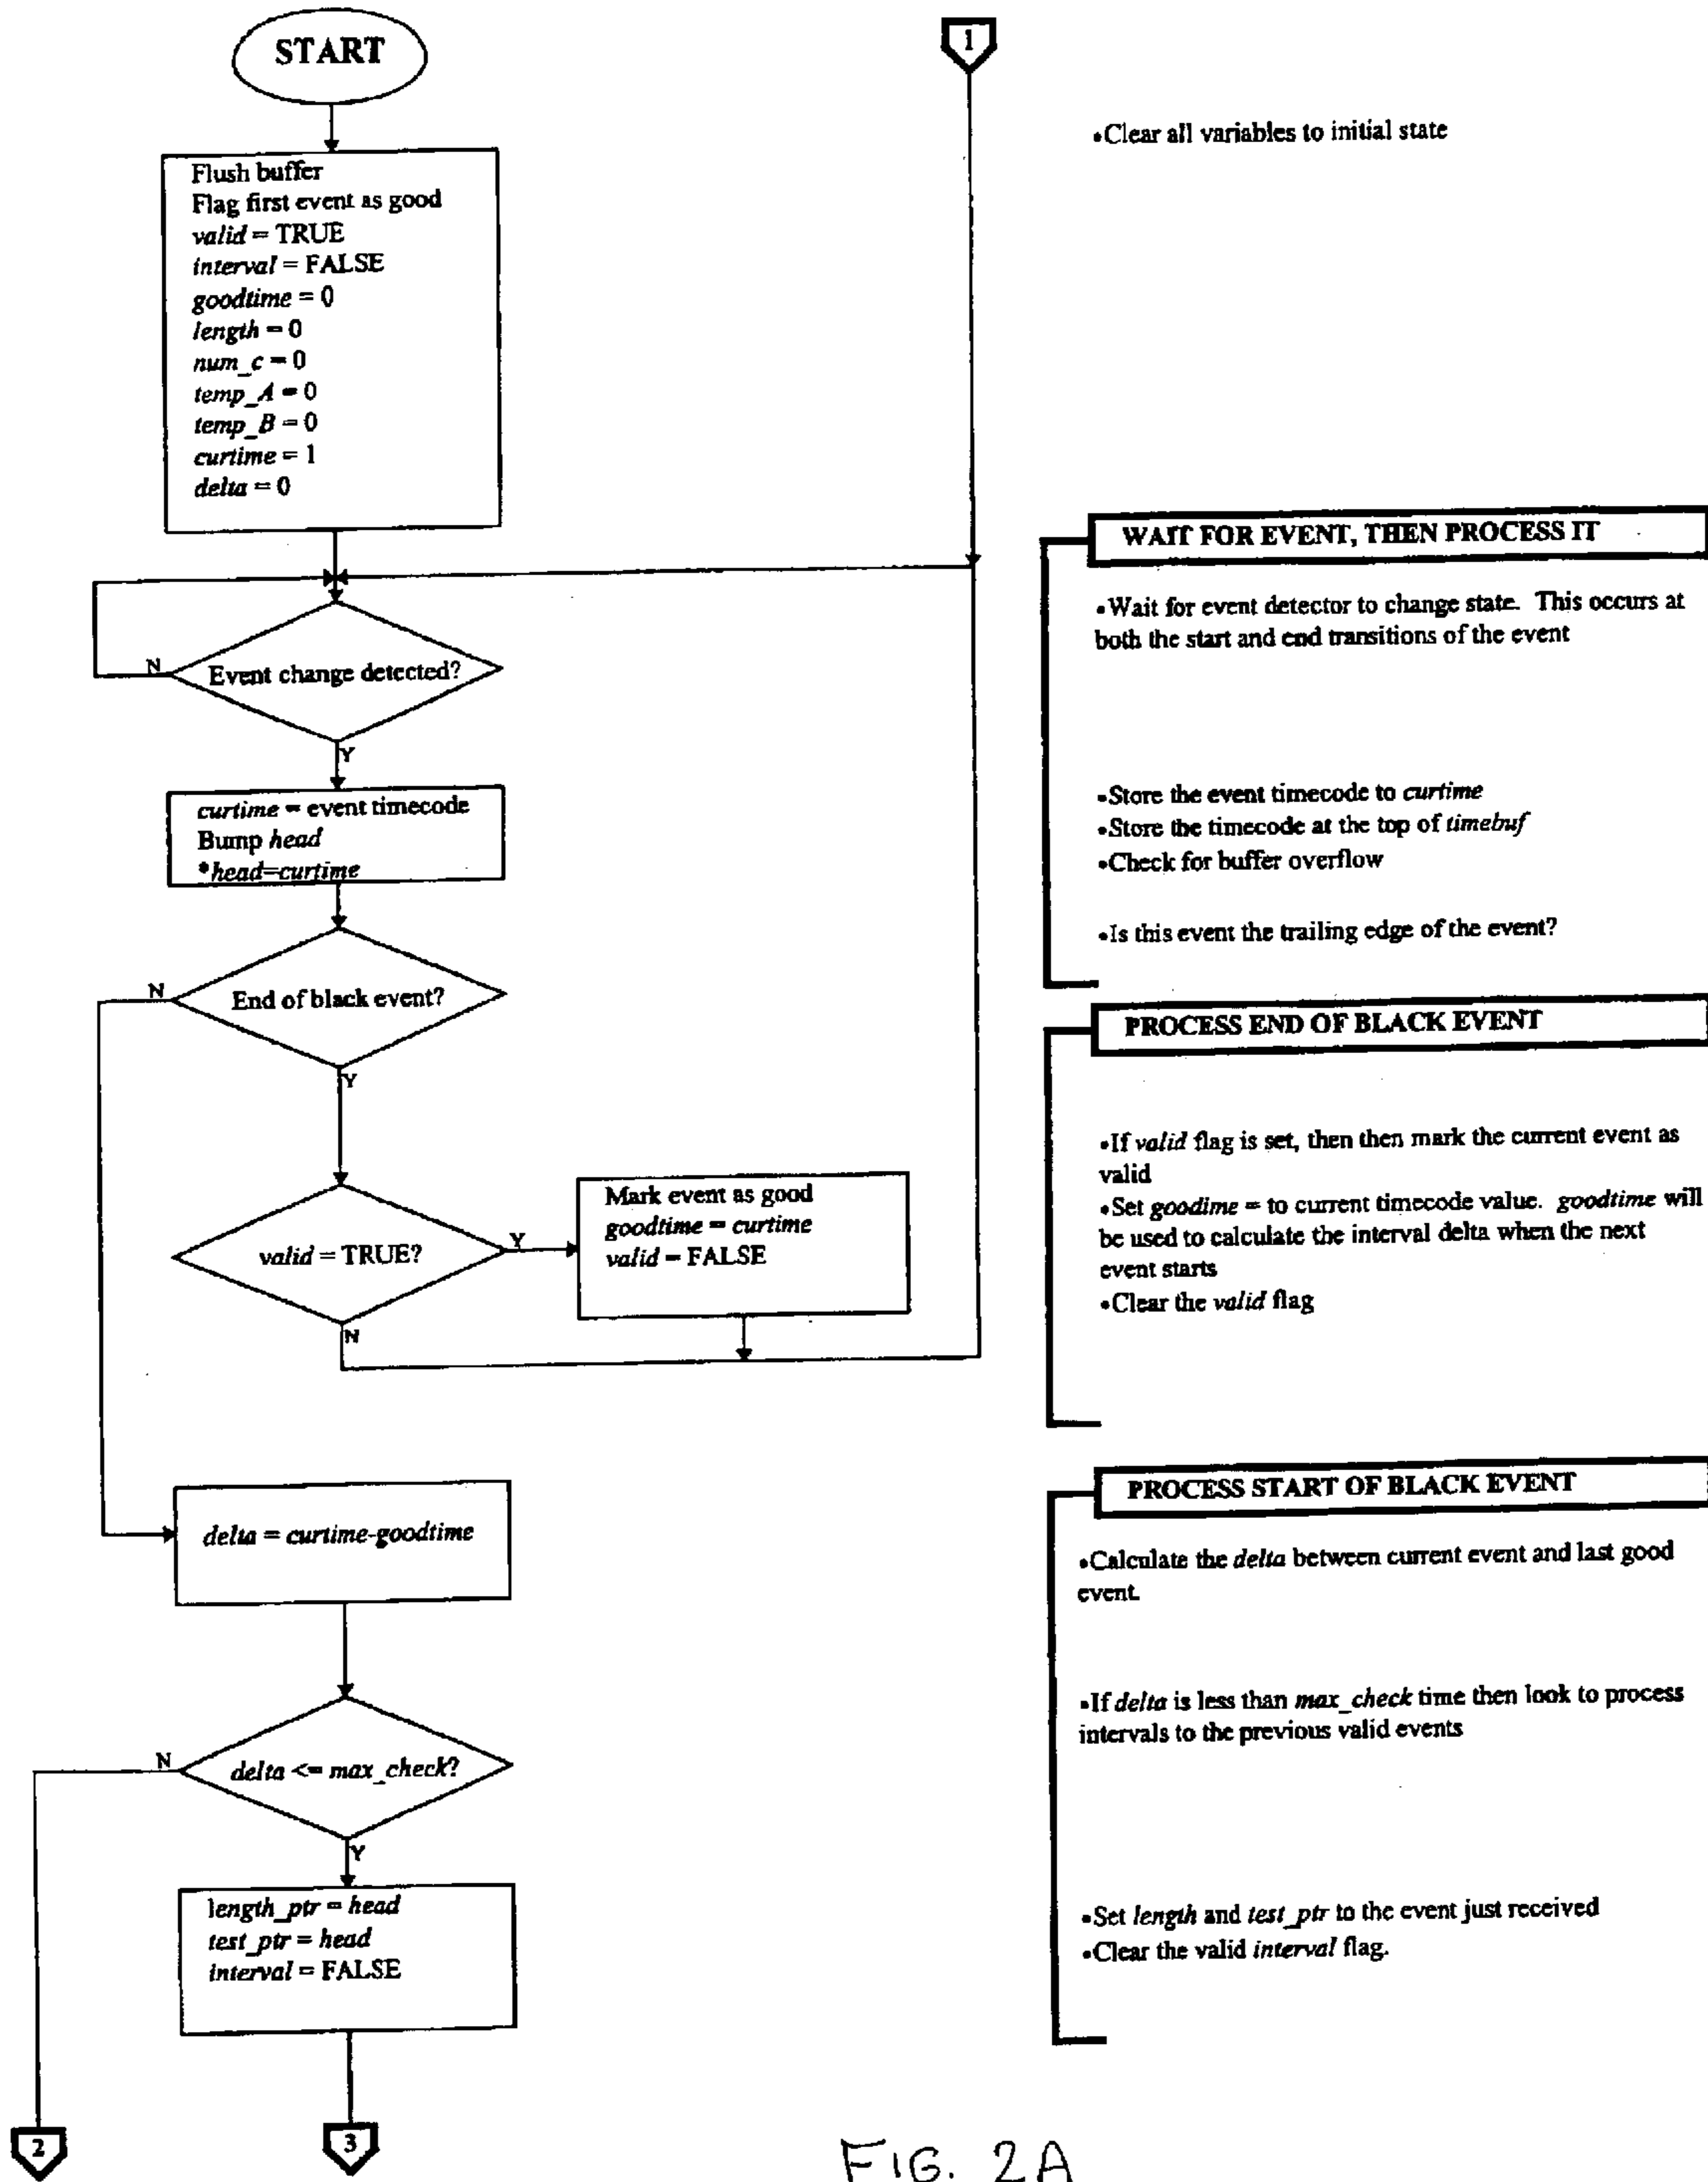 START
Flush buffer
Flag first event as good
valid = TRUE
interval = FALSE
goodtime = 0
length = 0
num_c = 0
temp_A = 0
temp_B = 0
curtime = 1
delta = 0
1
•Clear all variables to initial state
WAIT FOR EVENT, THEN PROCESS IT
•Wait for event detector to change state. This occurs at
both the start and end transitions of the event
N
Event change detected?
Y
curtime = event timecode
Bump head
*head=curtime
•Store the event timecode to curtime
•Store the timecode at the top of timebuf
•Check for buffer overflow
•Is this event the trailing edge of the event?
N
End of black event?
Y
PROCESS END OF BLACK EVENT
•If valid flag is set, then then mark the current event as
valid
•Set goodime = to current timecode value. goodtime will
be used to calculate the interval delta when the next
event starts
•Clear the valid flag
valid = TRUE?
Y
N
Mark event as good
goodtime = curtime
valid = FALSE
PROCESS START OF BLACK EVENT
delta = curtime-goodtime
•Calculate the delta between current event and last good
event.
•If delta is less than max_check time then look to process
intervals to the previous valid events
N
delta <= max_check?
Y
length_ptr = head
test_ptr = head
interval = FALSE
•Set length and test_ptr to the event just received
•Clear the valid interval flag.
2
3
FIG. 2A